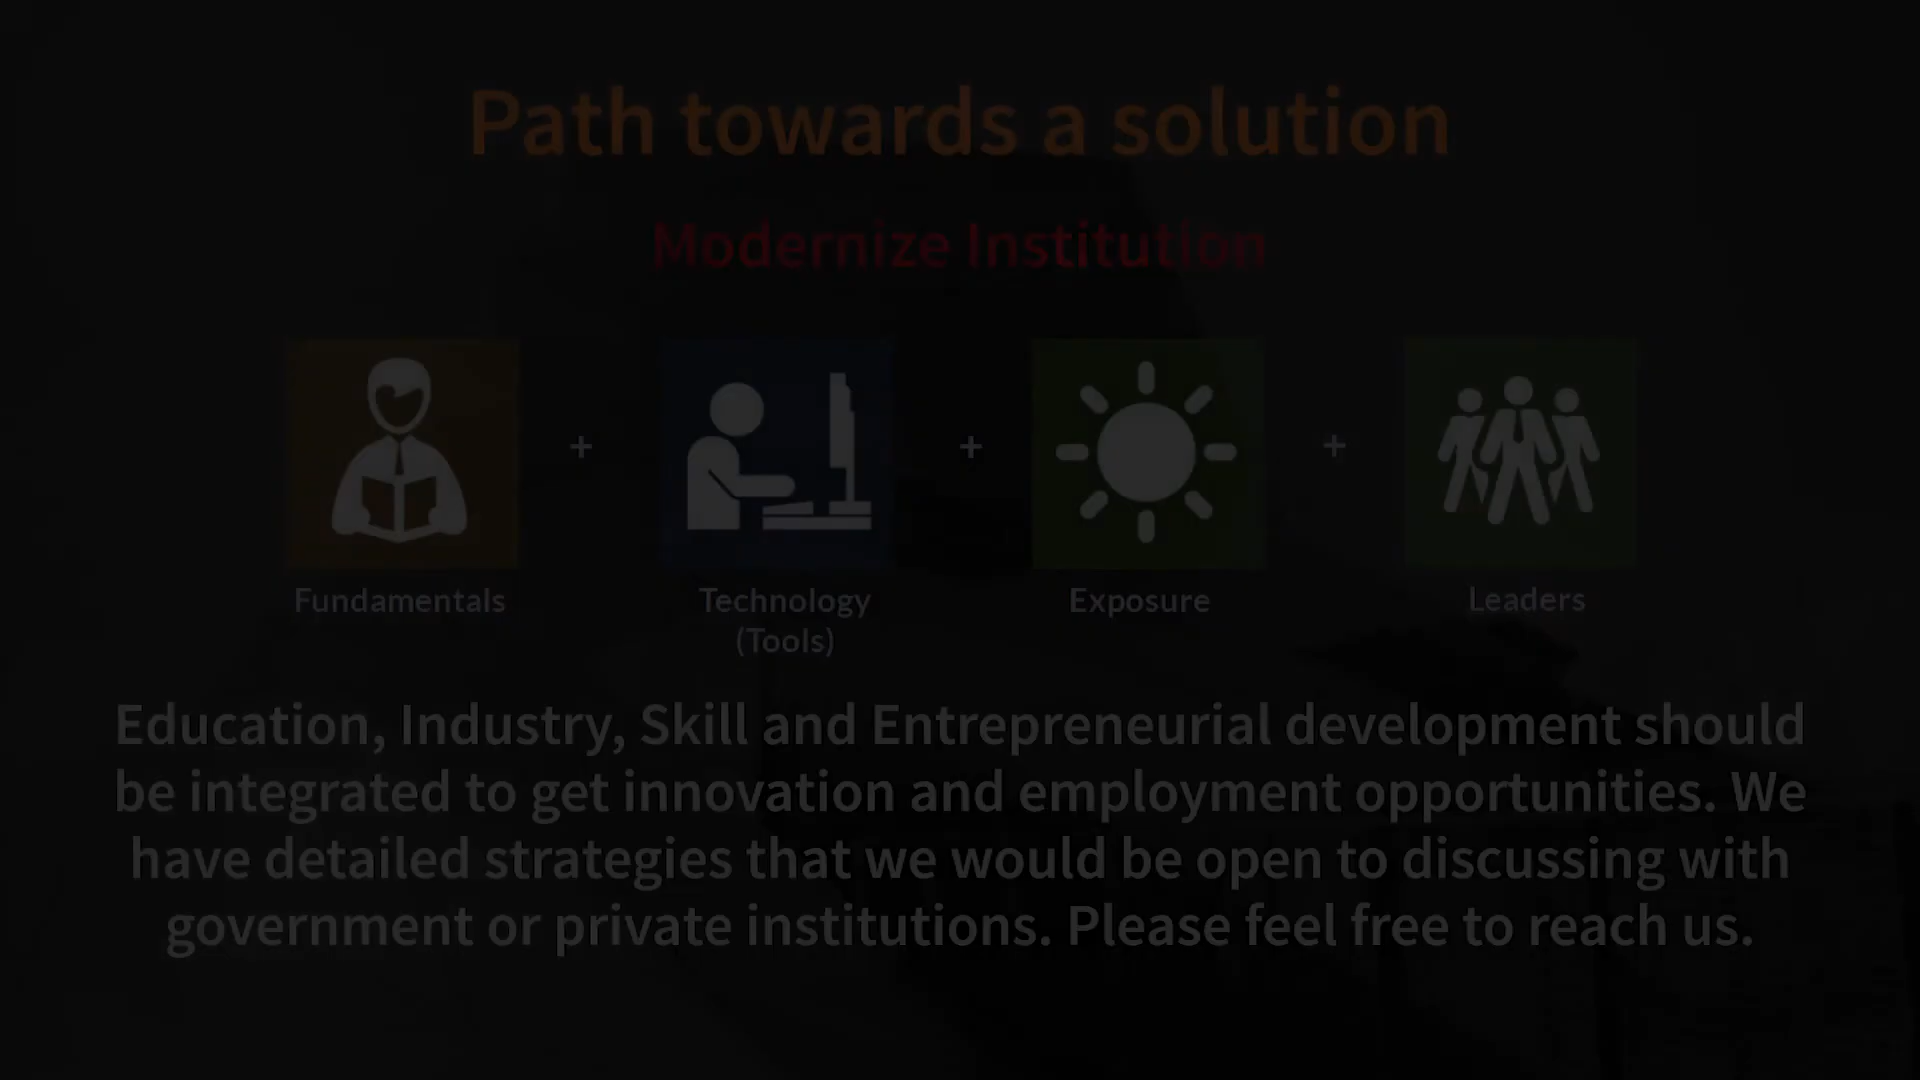 Path towards a solution
Modernize Institution
+ + +
Fundamentals
Technology
(Tools)
Exposure
Leaders
Education, Industry, Skill and Entrepreneurial development should
be integrated to get innovation and employment opportunities. We
have detailed strategies that we would be open to discussing with
government or private institutions. Please feel free to reach us.